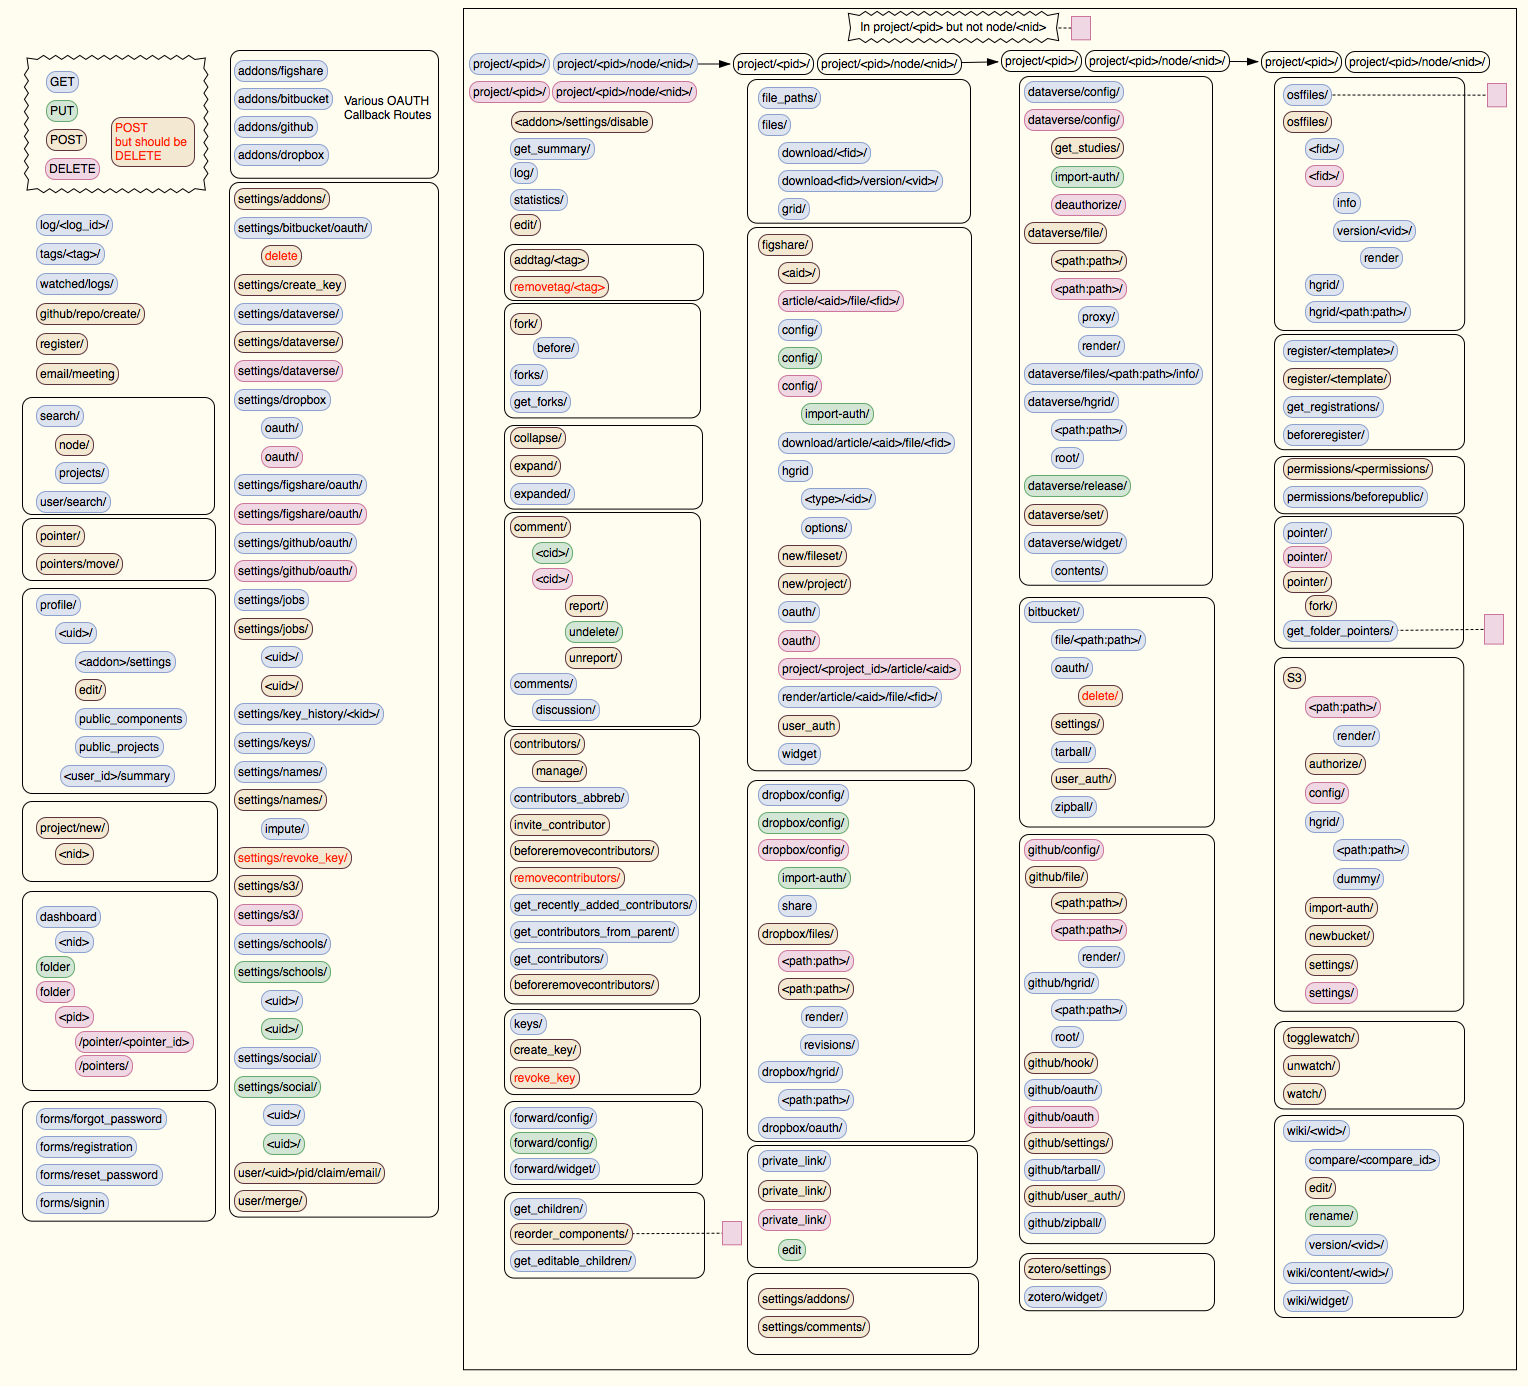 In project/<pid> but not node/<nid>
GET
PUT
POST
DELETE
POST
but should be
DELETE
log/<log_id>/
tags/<tag>/
watched/logs/
github/repo/create/
register/
email/meeting
search/
node/
projects/
user/search/
pointer/
pointers/move/
profile/
<uid>/
<addon>/settings
edit/
public_components
public_projects
<user_id>/summary
project/new/
<nid>
dashboard
<nid>
folder
folder
<pid>
/pointer/<pointer_id>
/pointers/
forms/forgot_password
forms/registration
forms/reset_password
forms/signin
addons/figshare
addons/bitbucket
addons/github
addons/dropbox
Various OAUTH
Callback Routes
settings/addons/
settings/bitbucket/oauth/
delete
settings/create_key
settings/dataverse/
settings/dataverse/
settings/dataverse/
settings/dropbox
oauth/
oauth/
settings/figshare/oauth/
settings/figshare/oauth/
settings/github/oauth/
settings/github/oauth/
settings/jobs
settings/jobs/
<uid>/
<uid>/
settings/key_history/<kid>/
settings/keys/
settings/names/
settings/names/
impute/
settings/revoke_key/
settings/s3/
settings/s3/
settings/schools/
settings/schools/
<uid>/
<uid>/
settings/social/
settings/social/
<uid>/
<uid>/
user/<uid>/pid/claim/email/
user/merge/
project/<pid>/
project/<pid>/node/<nid>/
project/<pid>/
project/<pid>/node/<nid>/
<addon>/settings/disable
get_summary/
log/
statistics/
edit/
addtag/<tag>
removetag/<tag>
fork/
before/
forks/
get_forks/
collapse/
expand/
expanded/
comment/
<cid>/
<cid>/
report/
undelete/
unreport/
comments/
discussion/
contributors/
manage/
contributors_abbreb/
invite_contributor
beforeremovecontributors/
removecontributors/
get_recently_added_contributors/
get_contributors_from_parent/
get_contributors/
beforeremovecontributors/
keys/
create_key/
revoke_key
forward/config/
forward/config/
forward/widget/
get_children/
reorder_components/
get_editable_children/
project/<pid>/
project/<pid>/node/<nid>/
file_paths/
files/
download/<fid>/
download<fid>/version/<vid>/
grid/
figshare/
<aid>/
article/<aid>/file/<fid>/
config/
config/
config/
import-auth/
download/article/<aid>/file/<fid>
hgrid
<type>/<id>/
options/
new/fileset/
new/project/
oauth/
oauth/
project/<project_id>/article/<aid>
render/article/<aid>/file/<fid>/
user_auth
widget
dropbox/config/
dropbox/config/
dropbox/config/
import-auth/
share
dropbox/files/
<path:path>/
<path:path>/
render/
revisions/
dropbox/hgrid/
<path:path>/
dropbox/oauth/
private_link/
private_link/
private_link/
edit
settings/addons/
settings/comments/
project/<pid>/
project/<pid>/node/<nid>/
dataverse/config/
dataverse/config/
get_studies/
import-auth/
deauthorize/
dataverse/file/
<path:path>/
<path:path>/
proxy/
render/
dataverse/files/<path:path>/info/
dataverse/hgrid/
<path:path>/
root/
dataverse/release/
dataverse/set/
dataverse/widget/
contents/
bitbucket/
file/<path:path>/
oauth/
delete/
settings/
tarball/
user_auth/
zipball/
github/config/
github/file/
<path:path>/
<path:path>/
render/
github/hgrid/
<path:path>/
root/
github/hook/
github/oauth/
github/oauth
github/settings/
github/tarball/
github/user_auth/
github/zipball/
zotero/settings
zotero/widget/
project/<pid>/
project/<pid>/node/<nid>/
osffiles/
osffiles/
<fid>/
<fid>/
info
version/<vid>/
render
hgrid/
hgrid/<path:path>/
register/<template>/
register/<template/
get_registrations/
beforeregister/
permissions/<permissions/
permissions/beforepublic/
pointer/
pointer/
pointer/
fork/
get_folder_pointers/
S3
<path:path>/
render/
authorize/
config/
hgrid/
<path:path>/
dummy/
import-auth/
newbucket/
settings/
settings/
togglewatch/
unwatch/
watch/
wiki/<wid>/
compare/<compare_id>
edit/
rename/
version/<vid>/
wiki/content/<wid>/
wiki/widget/